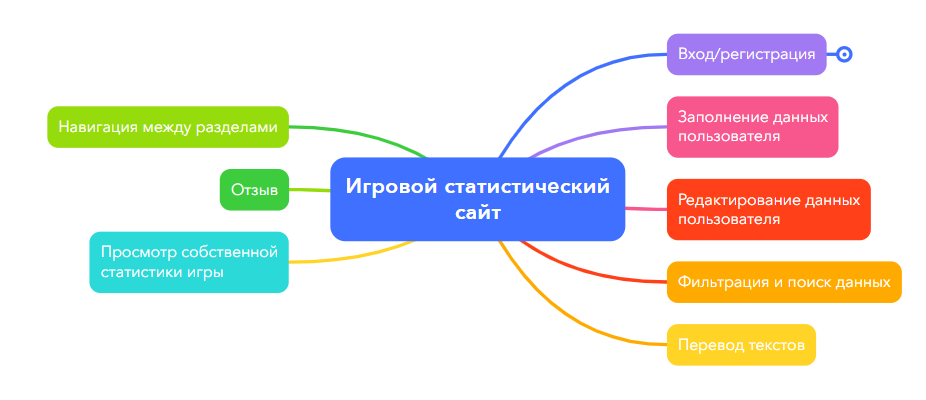 Игровой статистический
сайт
Вход/регистрация
Заполнение данных
пользователя
Редактирование данных
пользователя
Фильтрация и поиск данных
Перевод текстов
Навигация между разделами
Отзыв
Просмотр собственной
статистики игры